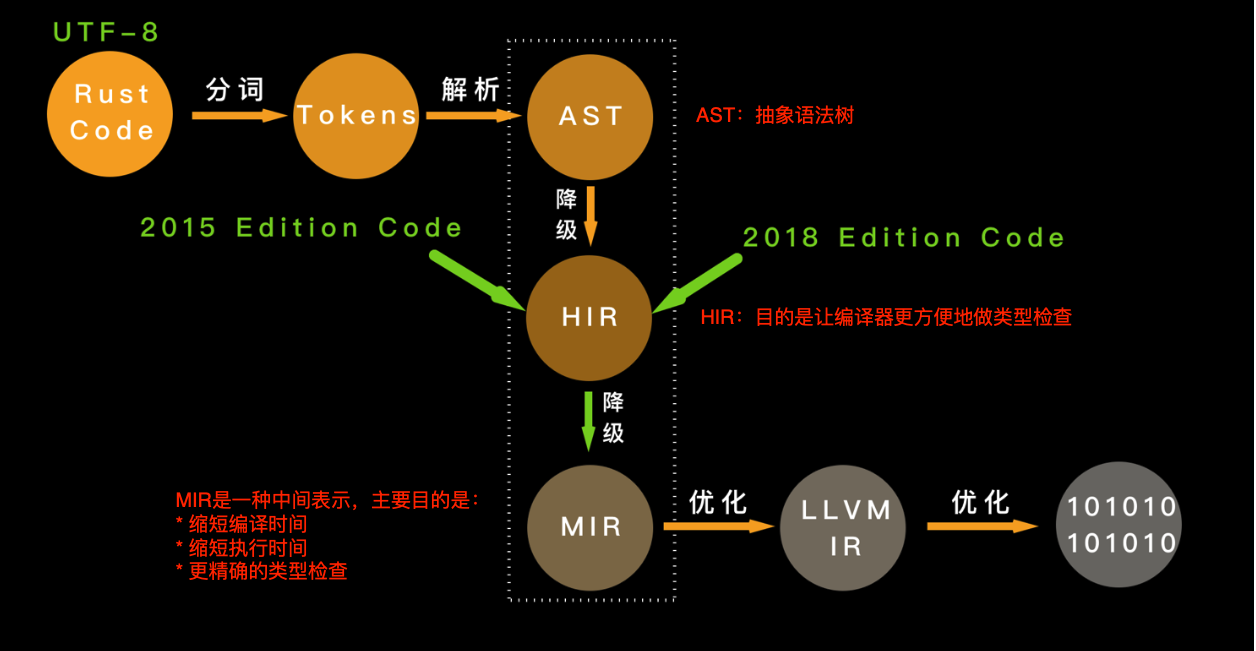 UTF-8
Rust
Code
分词
Tokens
解析
AST
AST：抽象语法树
降
级
2015 Edition Code
2018 Edition Code
HIR
HIR：目的是让编译器更方便地做类型检查
降
级
MIR是一种中间表示，主要目的是：
* 缩短编译时间
* 缩短执行时间
* 更精确的类型检查
MIR
优化
LLVM
IR
优化
101010
101010